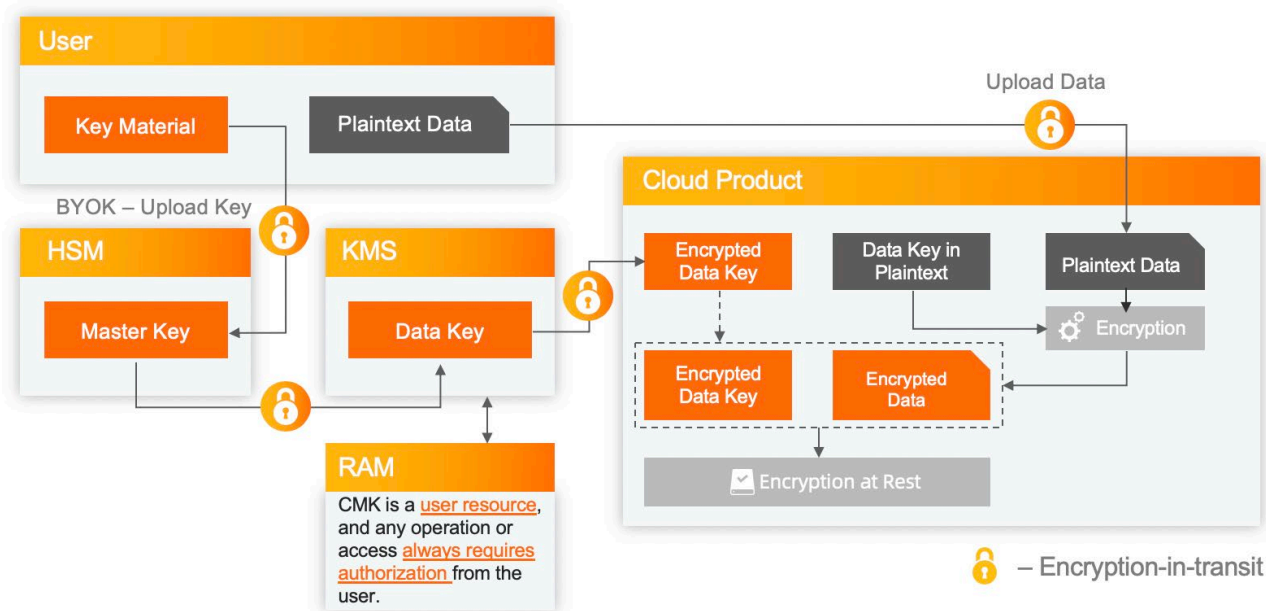 User
Key Material
Plaintext Data
Upload Data
BYOK – Upload Key
Cloud Product
HSM
KMS
Encrypted
Data Key
Data Key in
Plaintext
Plaintext Data
Master Key
Data Key
Encryption
Encrypted
Data Key
Encrypted
Data
Encryption at Rest
RAM
CMK is a user resource,
and any operation or
access always requires
authorization from the
user.
– Encryption-in-transit